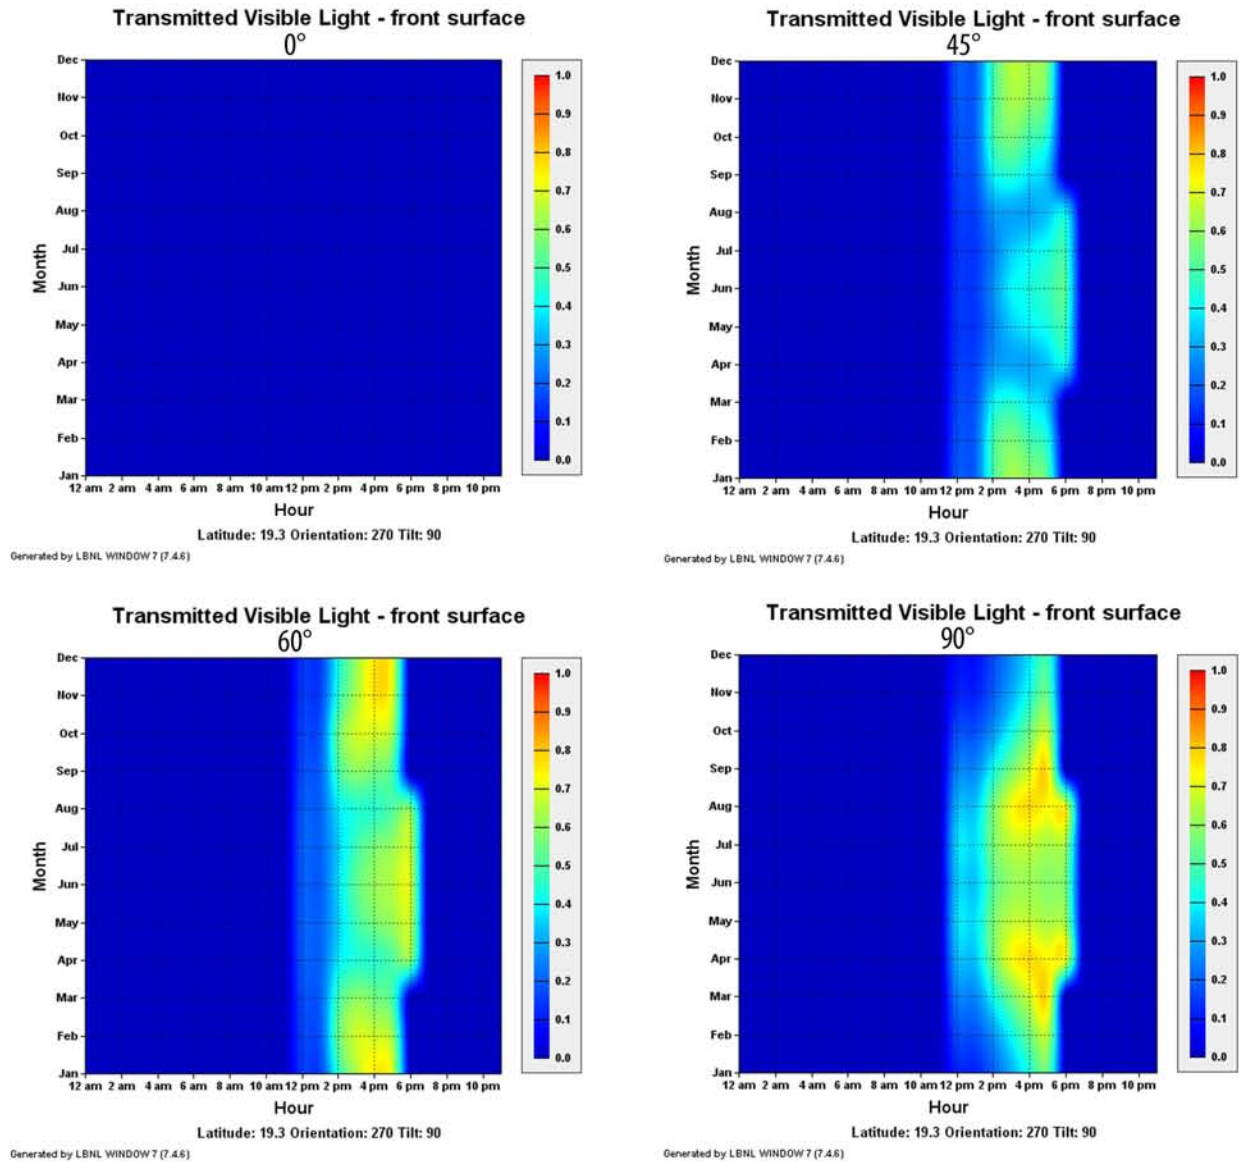 Transmitted Visible Light - front surface
0°
Dec
Nov
Oct
Sep
Aug
Jul
Jun
May
Apr
Mar
Feb
Jan
Month
12 am 2 am 4 am 6 am 8 am 10 am 12 pm 2 pm 4 pm 6 pm 8 pm 10 pm
Hour
Latitude: 19.3 Orientation: 270 Tilt: 90
Generated by LBNL WINDOW 7 (7.4.6)
1.0
0.9
0.8
0.7
0.6
0.5
0.4
0.3
0.2
0.1
0.0
Transmitted Visible Light - front surface
45°
Dec
Nov
Oct
Sep
Aug
Jul
Jun
May
Apr
Mar
Feb
Jan
Month
12 am 2 am 4 am 6 am 8 am 10 am 12 pm 2 pm 4 pm 6 pm 8 pm 10 pm
Hour
Latitude: 19.3 Orientation: 270 Tilt: 90
Generated by LBNL WINDOW 7 (7.4.6)
1.0
0.9
0.8
0.7
0.6
0.5
0.4
0.3
0.2
0.1
0.0
Transmitted Visible Light - front surface
60°
Dec
Nov
Oct
Sep
Aug
Jul
Jun
May
Apr
Mar
Feb
Jan
Month
12 am 2 am 4 am 6 am 8 am 10 am 12 pm 2 pm 4 pm 6 pm 8 pm 10 pm
Hour
Latitude: 19.3 Orientation: 270 Tilt: 90
Generated by LBNL WINDOW 7 (7.4.6)
1.0
0.9
0.8
0.7
0.6
0.5
0.4
0.3
0.2
0.1
0.0
Transmitted Visible Light - front surface
90°
Dec
Nov
Oct
Sep
Aug
Jul
Jun
May
Apr
Mar
Feb
Jan
Month
12 am 2 am 4 am 6 am 8 am 10 am 12 pm 2 pm 4 pm 6 pm 8 pm 10 pm
Hour
Latitude: 19.3 Orientation: 270 Tilt: 90
Generated by LBNL WINDOW 7 (7.4.6)
1.0
0.9
0.8
0.7
0.6
0.5
0.4
0.3
0.2
0.1
0.0